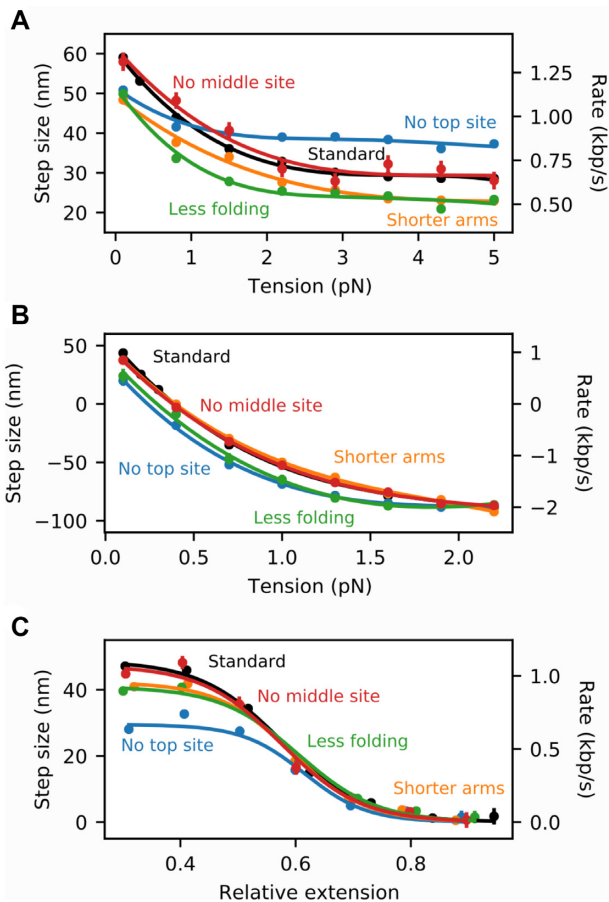 A
60
50
40
30
20
Step size (nm)
No middle site
No top site
Standard
Less folding
Shorter arms
1.25
1.00
0.75
0.50
Rate (kbp/s)
0 1 2 3 4 5
Tension (pN)
B
50
0
−50
−100
Step size (nm)
Standard
No middle site
Shorter arms
No top site
Less folding
1
0
−1
−2
Rate (kbp/s)
0.0 0.5 1.0 1.5 2.0
Tension (pN)
C
40
20
0
Step size (nm)
Standard
No middle site
Less folding
No top site
Shorter arms
1.0
0.5
0.0
Rate (kbp/s)
0.4 0.6 0.8
Relative extension